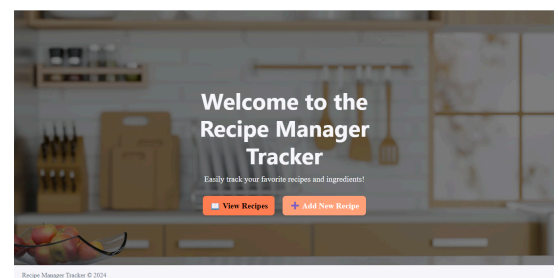 Welcome to the
Recipe Manager
Tracker
Easily track your favorite recipes and ingredients!
📖 View Recipes ➕ Add New Recipe
Recipe Manager Tracker © 2024